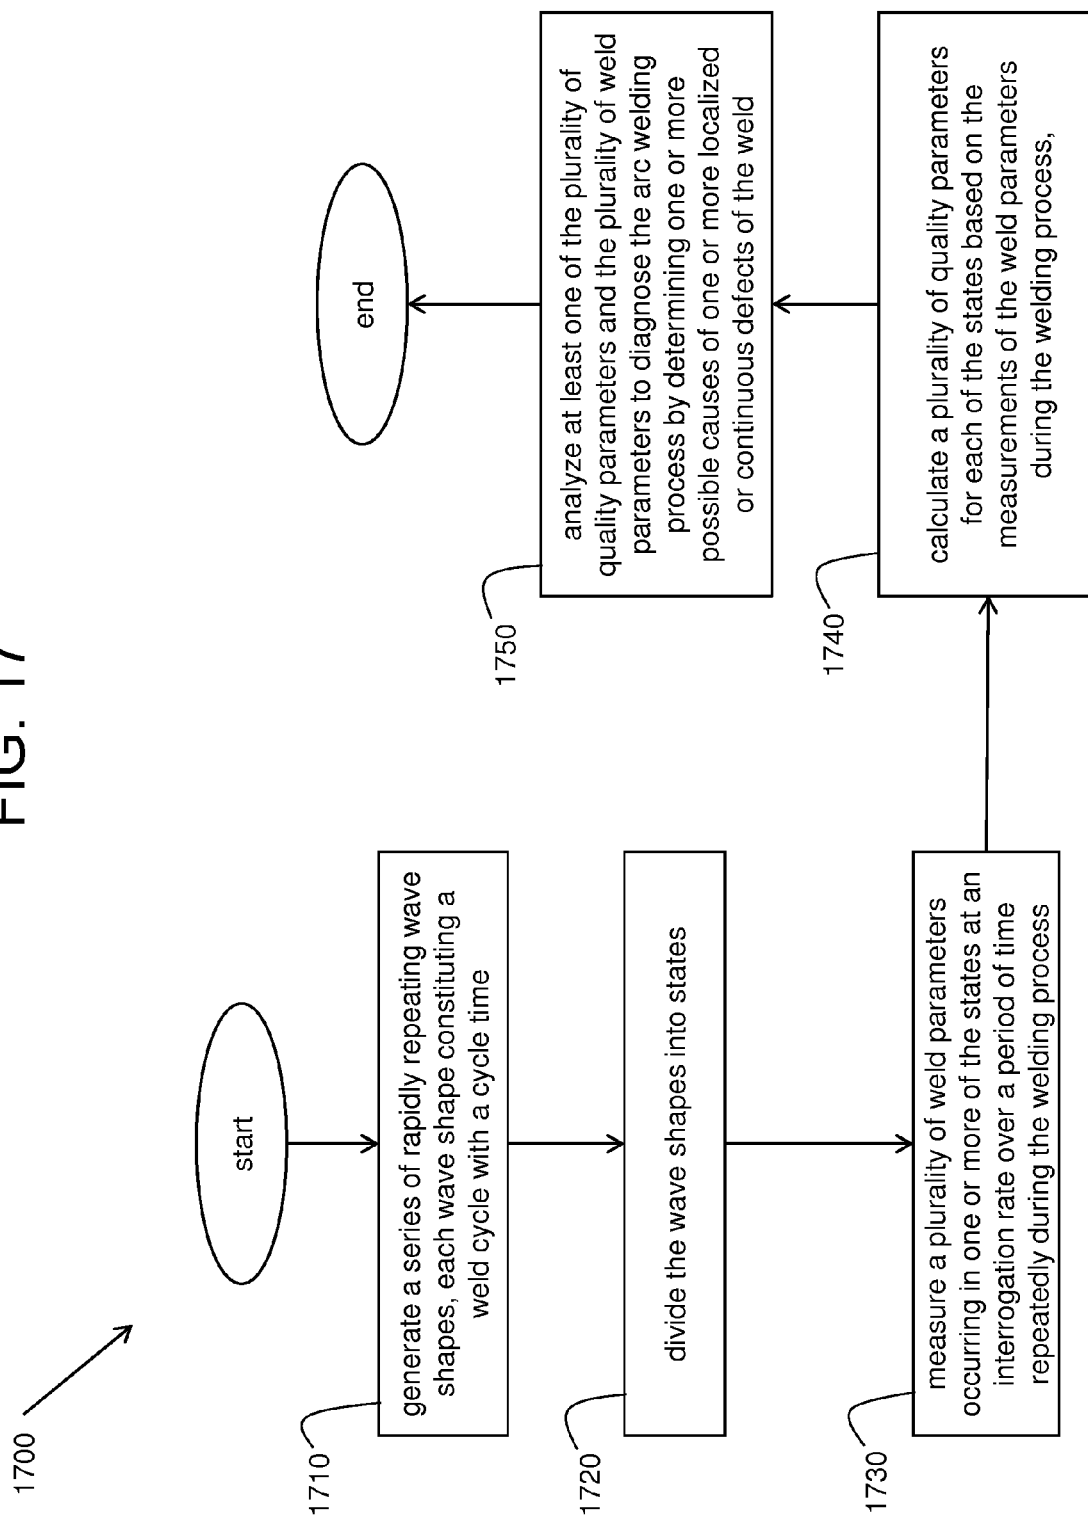 FIG. 17
1700
start
1710
generate a series of rapidly repeating wave
shapes, each wave shape constituting a
weld cycle with a cycle time
1720
divide the wave shapes into states
1730
measure a plurality of weld parameters
occurring in one or more of the states at an
interrogation rate over a period of time
repeatedly during the welding process
1740
calculate a plurality of quality parameters
for each of the states based on the
measurements of the weld parameters
during the welding process,
1750
analyze at least one of the plurality of
quality parameters and the plurality of weld
parameters to diagnose the arc welding
process by determining one or more
possible causes of one or more localized
or continuous defects of the weld
end